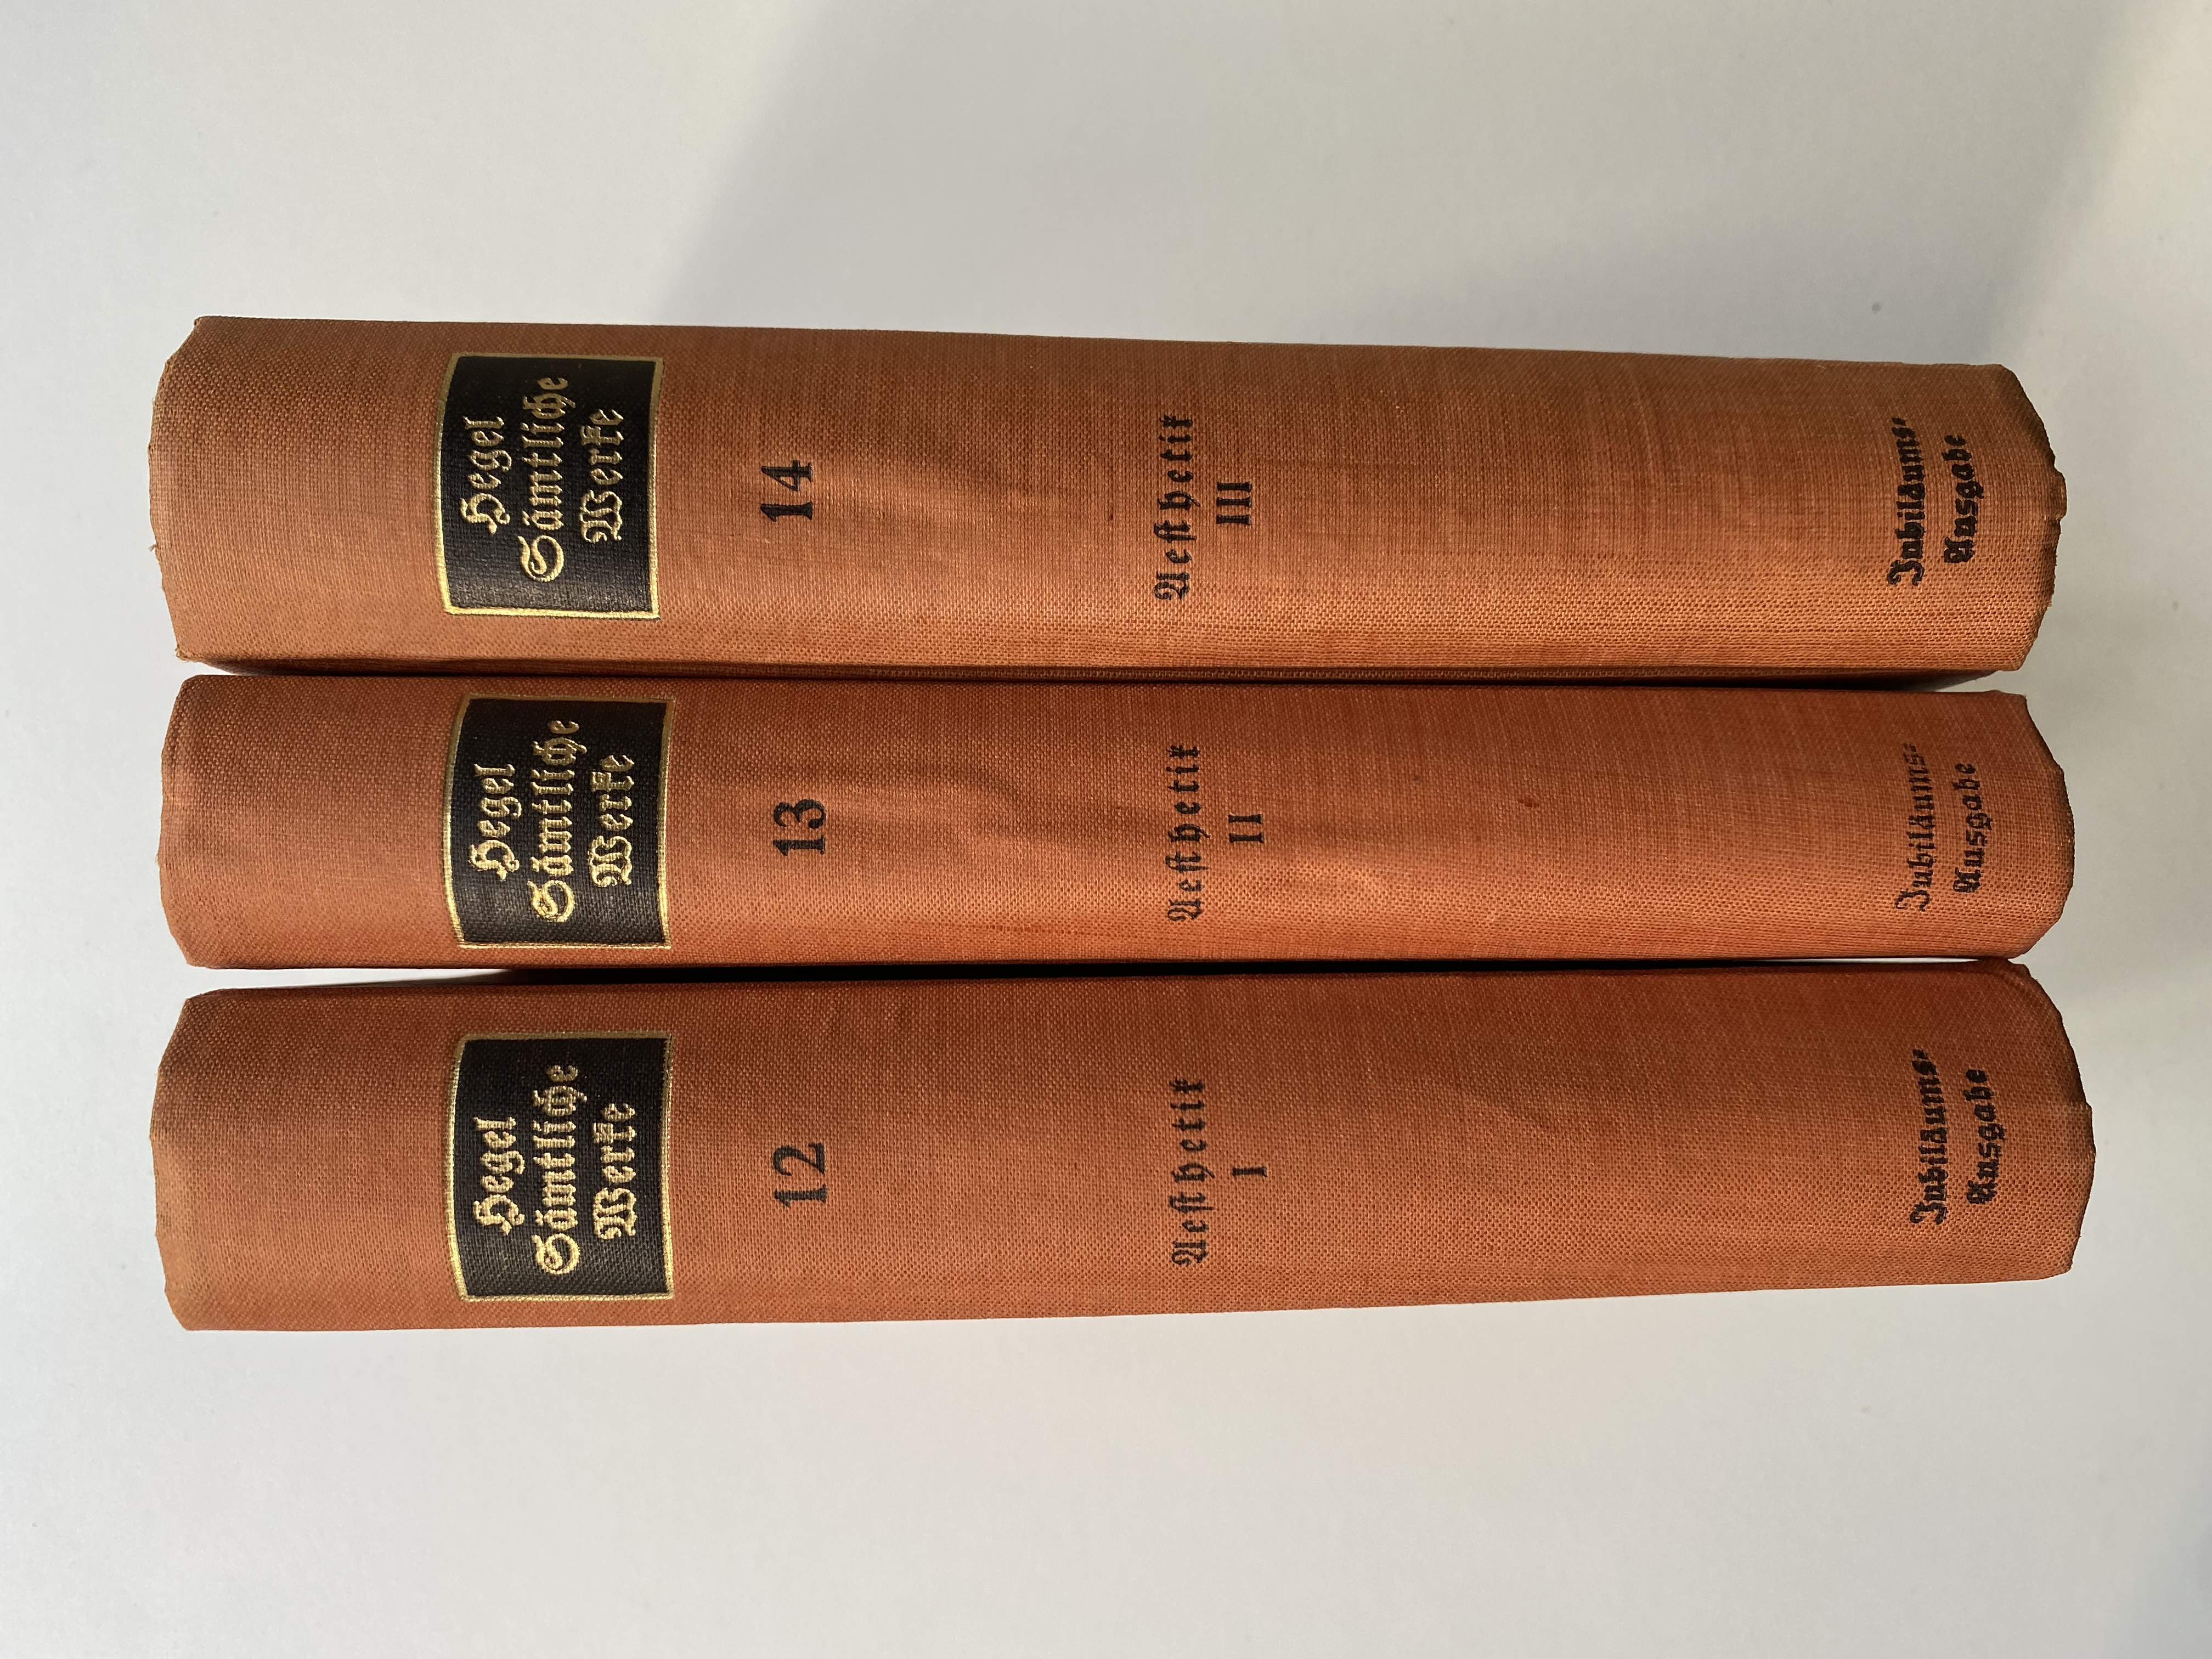 Hegel
Sämtliche
Werke
12
Aesthetik
I
Jubiläums-
Ausgabe
Hegel
Sämtliche
Werke
13
Aesthetik
II
Jubiläums-
Ausgabe
Hegel
Sämtliche
Werke
14
Aesthetik
III
Jubiläums-
Ausgabe